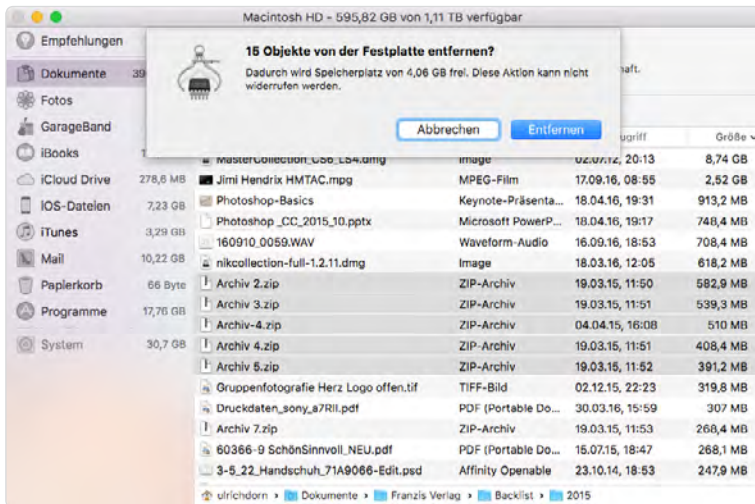 Macintosh HD – 595,82 GB von 1,11 TB verfügbar
Empfehlungen
Dokumente 39
Fotos
GarageBand
iBooks 1
iCloud Drive 278,6 MB
iOS-Dateien 7,23 GB
iTunes 3,29 GB
Mail 10,22 GB
Papierkorb 66 Byte
Programme 17,76 GB
System 30,7 GB
15 Objekte von der Festplatte entfernen?
Dadurch wird Speicherplatz von 4,06 GB frei. Diese Aktion kann nicht
widerrufen werden.
Abbrechen Entfernen
haft.
ugriff Größe
MasterCollection_CS6_LS4.dmg Image 02.07.12, 20:13 8,74 GB
Jimi Hendrix HMTAC.mpg MPEG-Film 17.09.16, 08:55 2,52 GB
Photoshop-Basics Keynote-Präsenta... 18.04.16, 19:31 913,2 MB
Photoshop _CC_2015_10.pptx Microsoft PowerP... 18.04.16, 19:17 748,4 MB
160910_0059.WAV Waveform-Audio 16.09.16, 18:53 708,4 MB
nikcollection-full-1.2.11.dmg Image 18.03.16, 12:05 618,2 MB
Archiv 2.zip ZIP-Archiv 19.03.15, 11:50 582,9 MB
Archiv 3.zip ZIP-Archiv 19.03.15, 11:51 539,3 MB
Archiv-4.zip ZIP-Archiv 04.04.15, 16:08 510 MB
Archiv 4.zip ZIP-Archiv 19.03.15, 11:51 408,4 MB
Archiv 5.zip ZIP-Archiv 19.03.15, 11:52 391,2 MB
Gruppenfotografie Herz Logo offen.tif TIFF-Bild 02.12.15, 22:23 319,8 MB
Druckdaten_sony_a7RII.pdf PDF (Portable Do... 30.03.16, 15:59 307 MB
Archiv 7.zip ZIP-Archiv 19.03.15, 11:53 268,4 MB
60366-9 SchönSinnvoll_NEU.pdf PDF (Portable Do... 15.07.15, 18:47 268,1 MB
3-5_22_Handschuh_71A9066-Edit.psd Affinity Openable 23.10.14, 18:53 247,9 MB
ulrichdorn › Dokumente › Franzis Verlag › Backlist › 2015